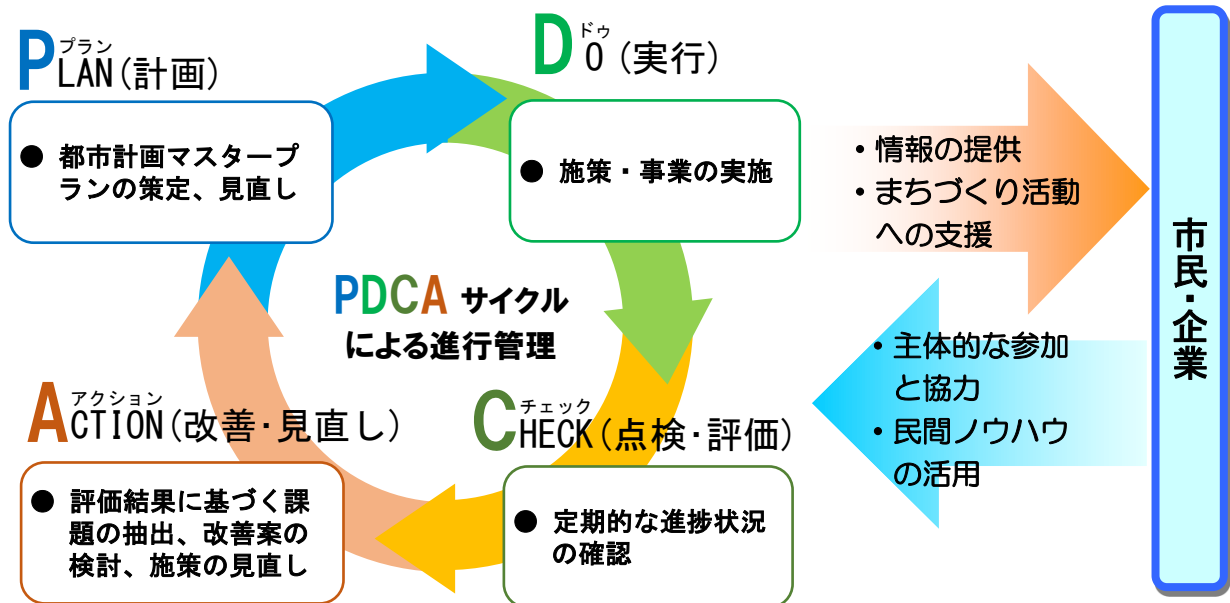 プラン
PLAN(計画)
● 都市計画マスタープ
ランの策定、見直し
ドゥ
DO(実行)
● 施策・事業の実施
PDCA サイクル
による進行管理
アクション
ACTION(改善・見直し)
● 評価結果に基づく課
題の抽出、改善案の
検討、施策の見直し
チェック
CHECK(点検・評価)
● 定期的な進捗状況
の確認
・情報の提供
・まちづくり活動
への支援
・主体的な参加
と協力
・民間ノウハウ
の活用
市民・企業